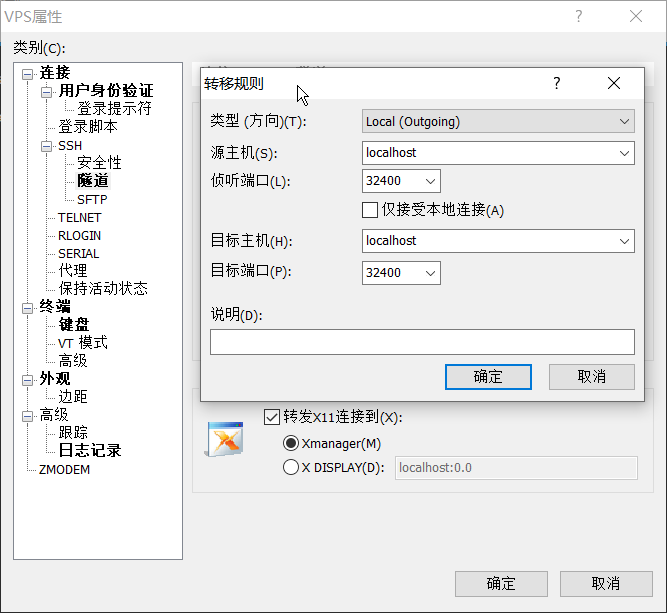 VPS属性
类别(C):
连接
用户身份验证
登录提示符
登录脚本
SSH
安全性
隧道
SFTP
TELNET
RLOGIN
SERIAL
代理
保持活动状态
终端
键盘
VT 模式
高级
外观
边距
高级
跟踪
日志记录
ZMODEM
转移规则
类型 (方向)(T):
Local (Outgoing)
源主机(S):
localhost
侦听端口(L):
32400
仅接受本地连接(A)
目标主机(H):
localhost
目标端口(P):
32400
说明(D):
确定
取消
转发X11连接到(X):
Xmanager(M)
X DISPLAY(D):
localhost:0.0
确定
取消